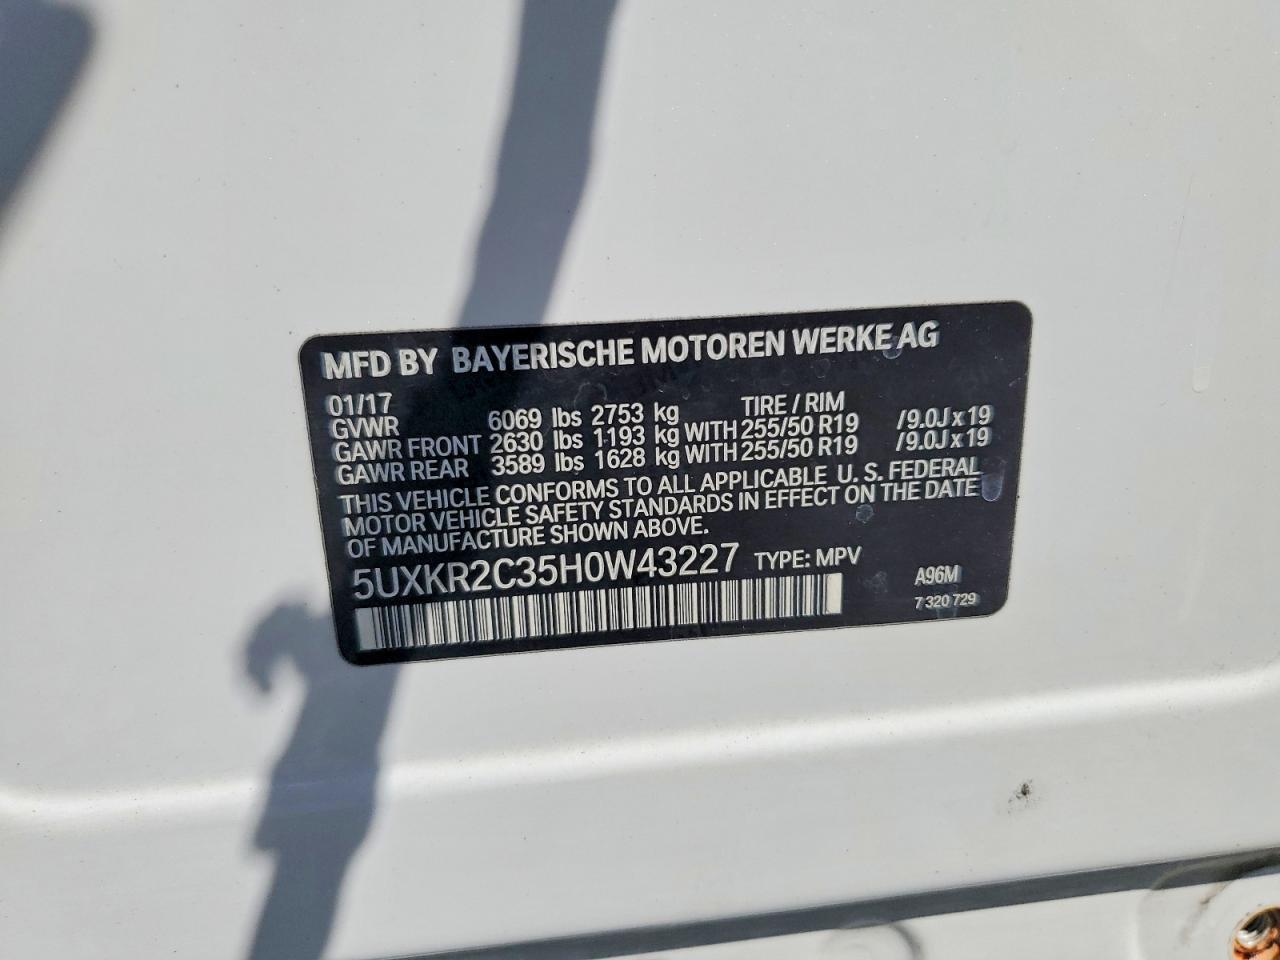 MFD BY BAYERISCHE MOTOREN WERKE AG
01/17 TIRE / RIM
GVWR 6069 lbs 2753 kg
GAWR FRONT 2630 lbs 1193 kg WITH 255/50 R19 /9.0J x 19
GAWR REAR 3589 lbs 1628 kg WITH 255/50 R19 /9.0J x 19
THIS VEHICLE CONFORMS TO ALL APPLICABLE U. S. FEDERAL
MOTOR VEHICLE SAFETY STANDARDS IN EFFECT ON THE DATE
OF MANUFACTURE SHOWN ABOVE.
5UXKR2C35H0W43227 TYPE: MPV
A96M
7 320 729